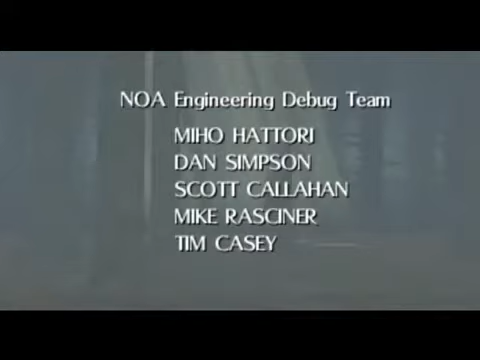 NOA Engineering Debug Team
MIHO HATTORI
DAN SIMPSON
SCOTT CALLAHAN
MIKE RASCINER
TIM CASEY